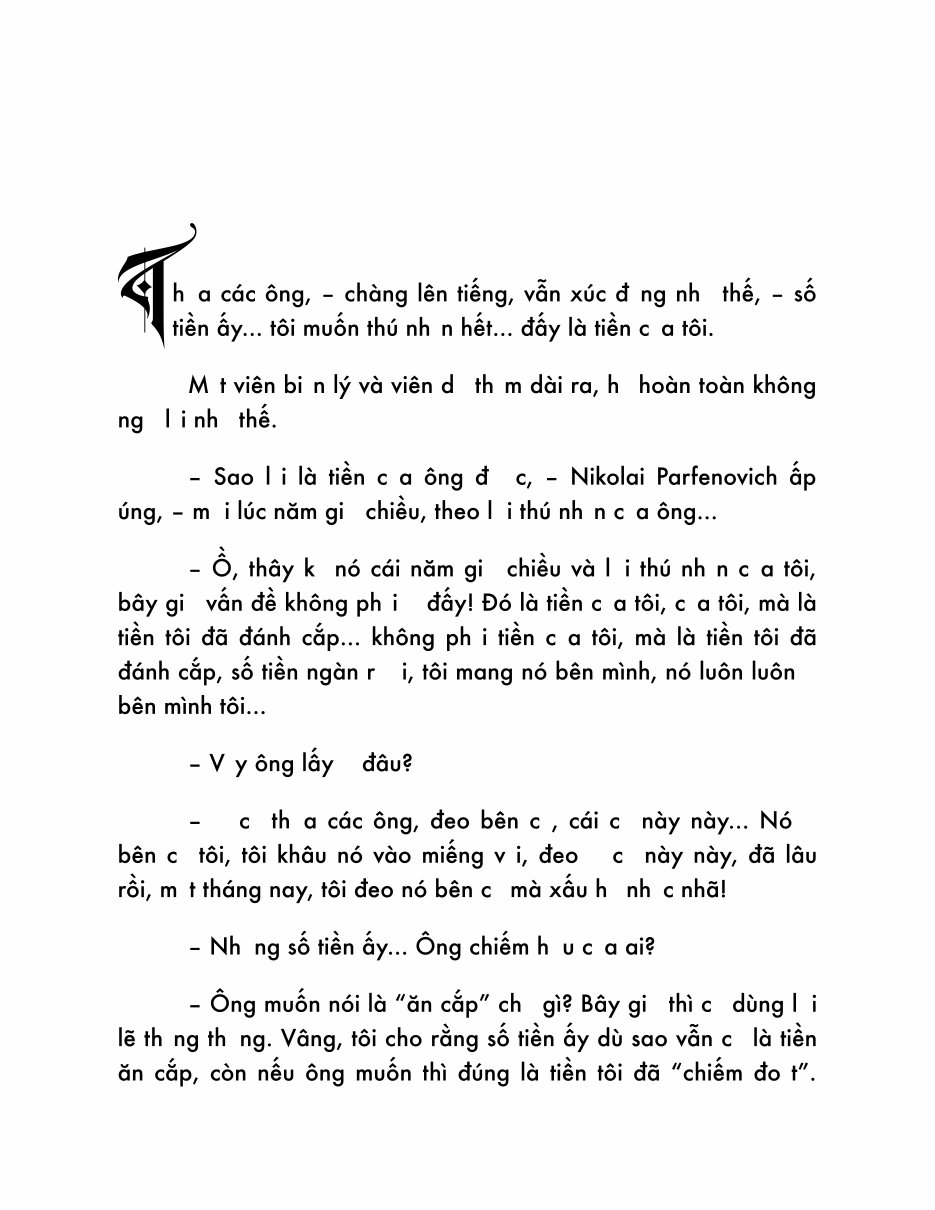 Th a các ông, – chàng lên tiếng, vẫn xúc đ ng nh  thế, – số
tiền ấy... tôi muốn thú nh n hết... đấy là tiền c a tôi.
M t viên bi n lý và viên d  th m dài ra, h  hoàn toàn không
ng  l i nh  thế.
– Sao l i là tiền c a ông đ  c, – Nikolai Parfenovich ấp
úng, – m i lúc năm gi  chiều, theo l i thú nh n c a ông...
– Ồ, thây k  nó cái năm gi  chiều và l i thú nh n c a tôi,
bây gi  vấn đề không ph i  đấy! Đó là tiền c a tôi, c a tôi, mà là
tiền tôi đã đánh cắp... không ph i tiền c a tôi, mà là tiền tôi đã
đánh cắp, số tiền ngàn r  i, tôi mang nó bên mình, nó luôn luôn
bên mình tôi...
– V y ông lấy  đâu?
–  c  th a các ông, đeo bên c , cái c  này này... Nó
bên c  tôi, tôi khâu nó vào miếng v i, đeo  c  này này, đã lâu
rồi, m t tháng nay, tôi đeo nó bên c  mà xấu h  nh c nhã!
– Nh ng số tiền ấy... Ông chiếm h u c a ai?
– Ông muốn nói là “ăn cắp” ch  gì? Bây gi  thì c  dùng l i
lẽ th ng th ng. Vâng, tôi cho rằng số tiền ấy dù sao vẫn c  là tiền
ăn cắp, còn nếu ông muốn thì đúng là tiền tôi đã “chiếm đo t”.